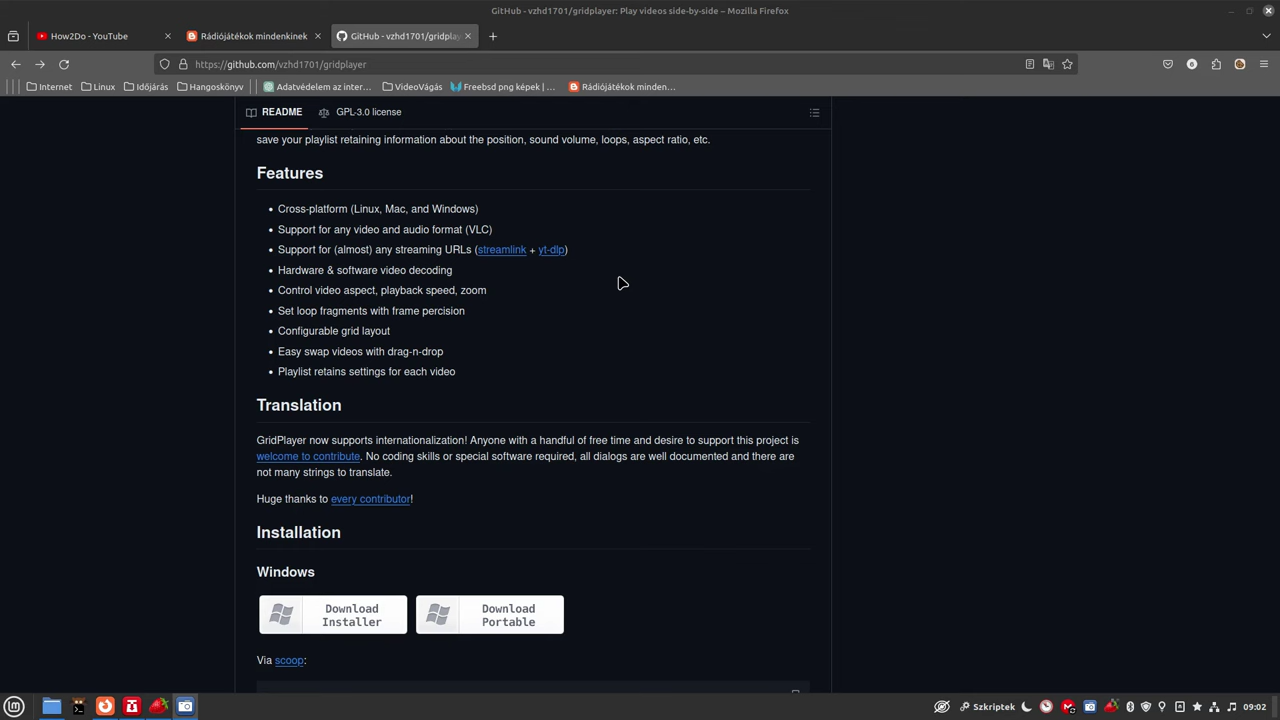 GitHub - vzhd1701/gridplayer: Play videos side-by-side – Mozilla Firefox
How2Do - YouTube
Rádiójátékok mindenkinek
GitHub - vzhd1701/gridplay
https://github.com/vzhd1701/gridplayer
Internet
Linux
Időjárás
Hangoskönyv
Adatvédelem az inter…
VideoVágás
Freebsd png képek | …
Rádiójátékok minden…
README
GPL-3.0 license
save your playlist retaining information about the position, sound volume, loops, aspect ratio, etc.
Features
• Cross-platform (Linux, Mac, and Windows)
• Support for any video and audio format (VLC)
• Support for (almost) any streaming URLs (streamlink + yt-dlp)
• Hardware & software video decoding
• Control video aspect, playback speed, zoom
• Set loop fragments with frame percision
• Configurable grid layout
• Easy swap videos with drag-n-drop
• Playlist retains settings for each video
Translation
GridPlayer now supports internationalization! Anyone with a handful of free time and desire to support this project is
welcome to contribute. No coding skills or special software required, all dialogs are well documented and there are
not many strings to translate.
Huge thanks to every contributor!
Installation
Windows
Download
Installer
Download
Portable
Via scoop:
Szkriptek
09:02